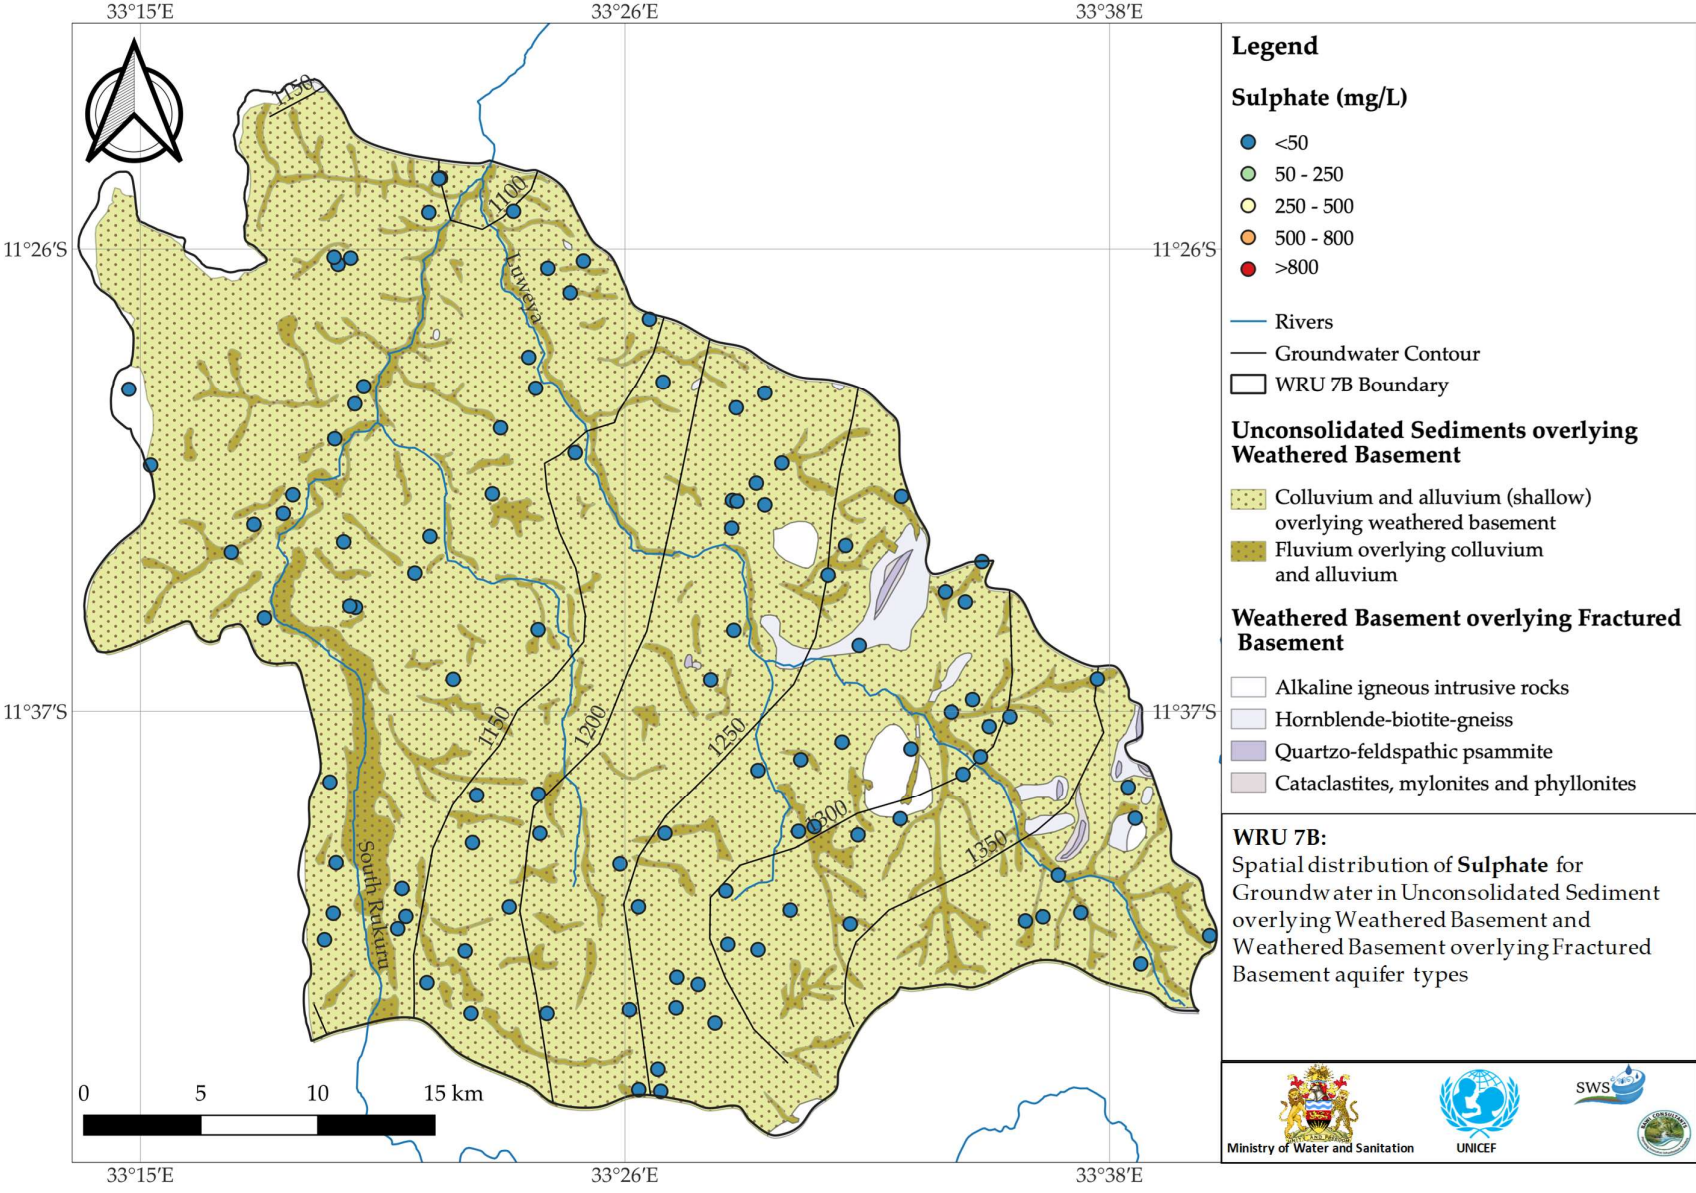 33°15′E
33°26′E
33°38′E
11°26′S
11°26′S
11°37′S
11°37′S
1150
1100
Luweya
1150
1200
1250
1300
1350
South Rukuru
0 5 10 15 km
33°15′E
33°26′E
33°38′E
Legend
Sulphate (mg/L)
<50
50 - 250
250 - 500
500 - 800
>800
Rivers
Groundwater Contour
WRU 7B Boundary
Unconsolidated Sediments overlying
Weathered Basement
Colluvium and alluvium (shallow)
overlying weathered basement
Fluvium overlying colluvium
and alluvium
Weathered Basement overlying Fractured
Basement
Alkaline igneous intrusive rocks
Hornblende-biotite-gneiss
Quartzo-feldspathic psammite
Cataclastites, mylonites and phyllonites
WRU 7B:
Spatial distribution of Sulphate for
Groundwater in Unconsolidated Sediment
overlying Weathered Basement and
Weathered Basement overlying Fractured
Basement aquifer types
Ministry of Water and Sanitation
UNICEF
SWS